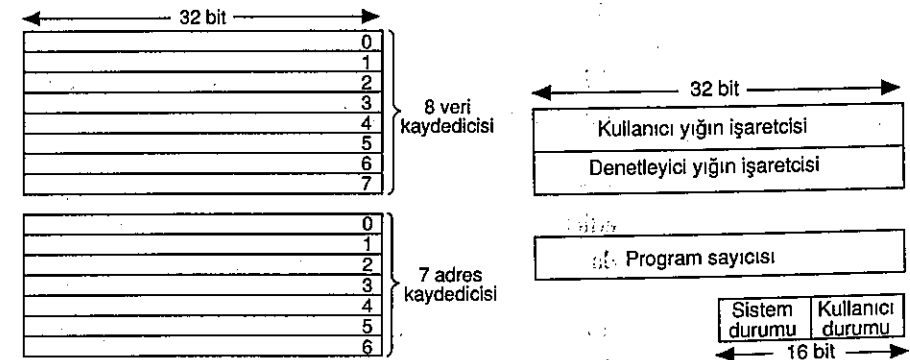 32 bit
0
1
2
3
4
5
6
7
8 veri
kaydedicisi
0
1
2
3
4
5
6
7 adres
kaydedicisi
32 bit
Kullanıcı yığın işaretcisi
Denetleyici yığın işaretcisi
Program sayıcısı
Sistem
durumu
Kullanıcı
durumu
16 bit